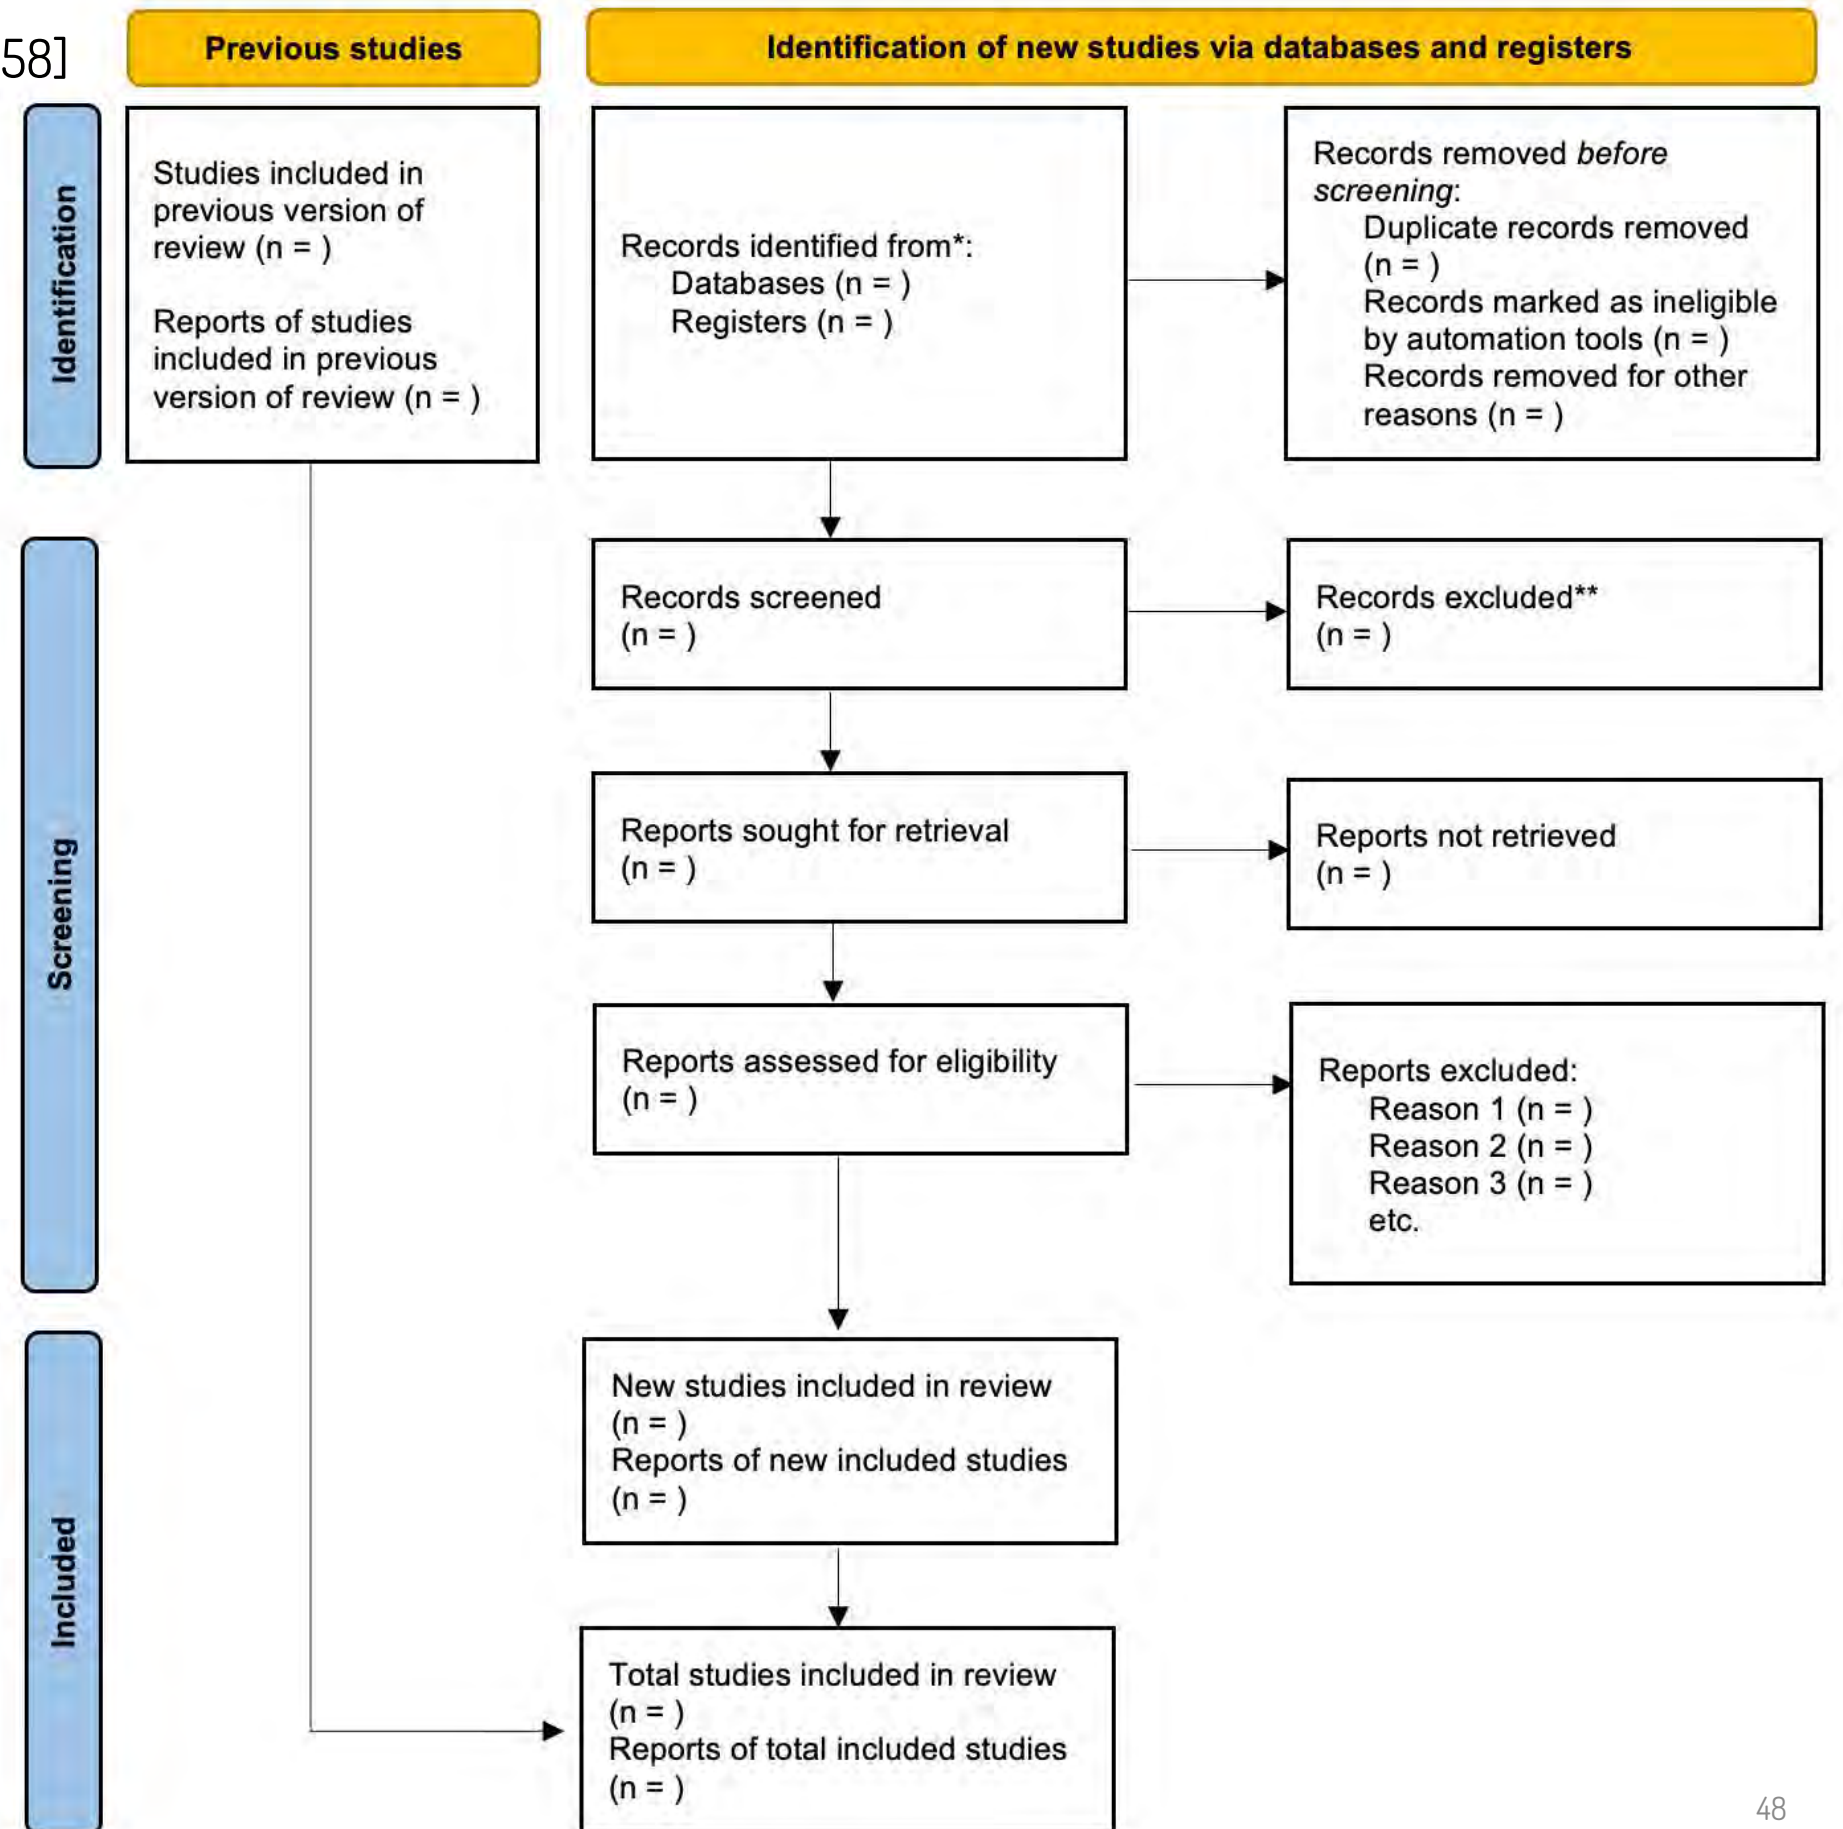 58]
Previous studies
Identification of new studies via databases and registers
Identification
Studies included in
previous version of
review (n = )
Reports of studies
included in previous
version of review (n = )
Records identified from*:
Databases (n = )
Registers (n = )
Records removed before
screening:
Duplicate records removed
(n = )
Records marked as ineligible
by automation tools (n = )
Records removed for other
reasons (n = )
Screening
Records screened
(n = )
Records excluded**
(n = )
Reports sought for retrieval
(n = )
Reports not retrieved
(n = )
Reports assessed for eligibility
(n = )
Reports excluded:
Reason 1 (n = )
Reason 2 (n = )
Reason 3 (n = )
etc.
Included
New studies included in review
(n = )
Reports of new included studies
(n = )
Total studies included in review
(n = )
Reports of total included studies
(n = )
48